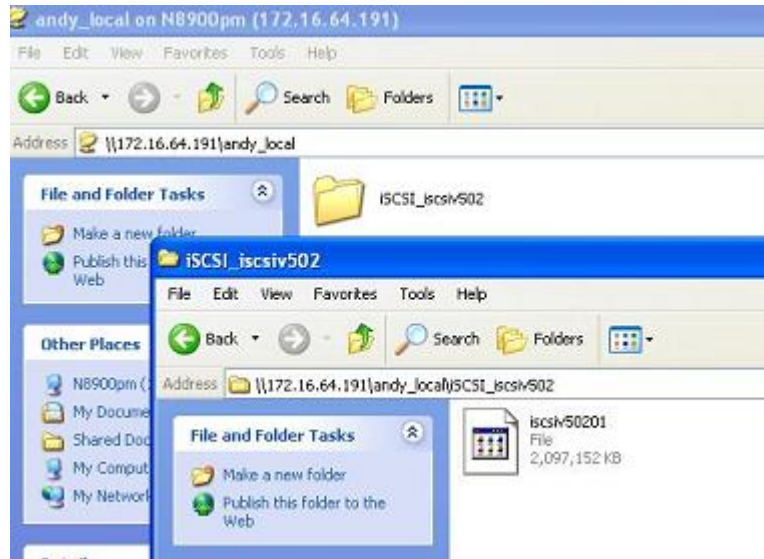 andy_local on N8900pm (172.16.64.191)
File Edit View Favorites Tools Help
Back Search Folders
Address \\172.16.64.191\andy_local
File and Folder Tasks
iSCSI_iscsiv502
Make a new folder
Publish this
Web
iSCSI_iscsiv502
File Edit View Favorites Tools Help
Back Search Folders
Other Places
Address \\172.16.64.191\andy_local\iSCSI_iscsiv502
N8900pm (
My Docume
Shared Doc
My Comput
My Network
File and Folder Tasks
Make a new folder
Publish this folder to the
Web
iscsiv50201
File
2,097,152 KB